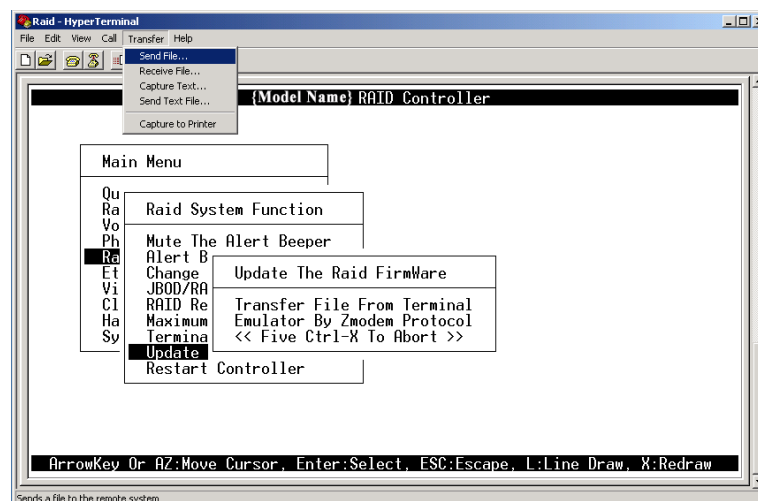 Raid - HyperTerminal
File Edit View Call Transfer Help
Send File...
Receive File...
Capture Text...
Send Text File...
Capture to Printer
{Model Name} RAID Controller
Main Menu
Qu
Ra
Vo
Ph
Ra
Et
Vi
Cl
Ha
Sy
Raid System Function
Mute The Alert Beeper
Alert B
Change
JBOD/RA
RAID Re
Maximum
Termina
Update
Restart Controller
Update The Raid FirmWare
Transfer File From Terminal
Emulator By Zmodem Protocol
<< Five Ctrl-X To Abort >>
ArrowKey Or AZ:Move Cursor, Enter:Select, ESC:Escape, L:Line Draw, X:Redraw
Sends a file to the remote system